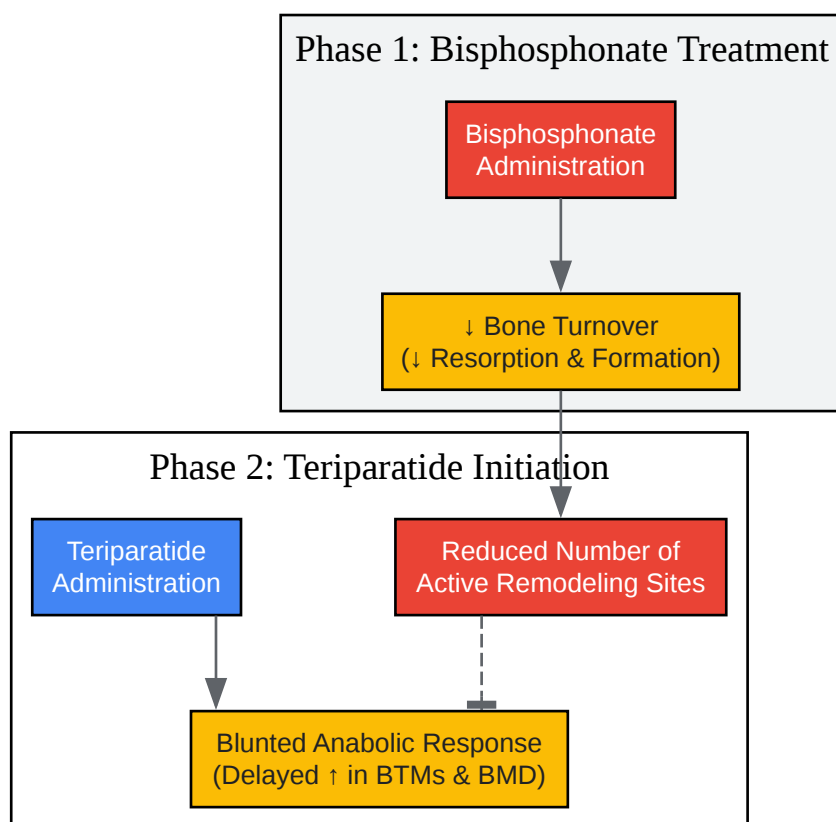 Phase 1: Bisphosphonate Treatment
Bisphosphonate
Administration
↓ Bone Turnover
(↓ Resorption & Formation)
Phase 2: Teriparatide Initiation
Teriparatide
Administration
Reduced Number of
Active Remodeling Sites
Blunted Anabolic Response
(Delayed ↑ in BTMs & BMD)